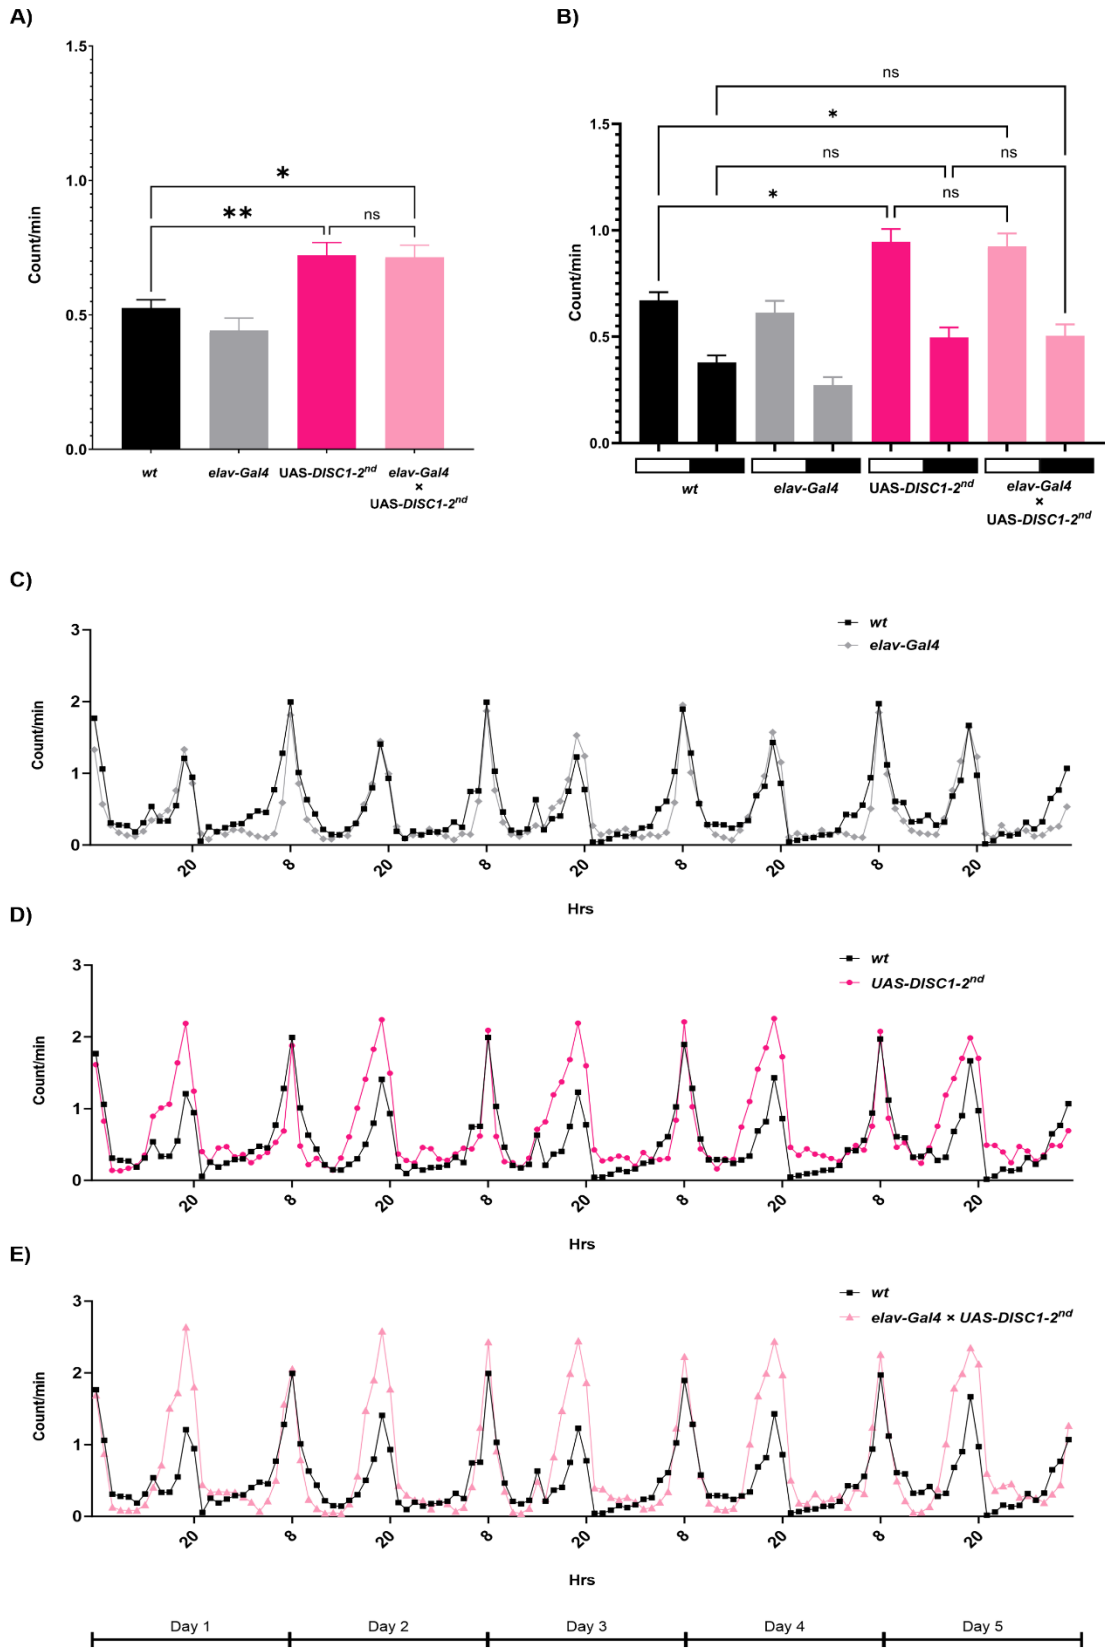 A)
1.5
1.0
0.5
0.0
Count/min
*
**
ns
wt
elav-Gal4
UAS-DISC1-2nd
elav-Gal4
×
UAS-DISC1-2nd
B)
ns
*
ns
ns
*
ns
1.5
1.0
0.5
0.0
Count/min
wt
elav-Gal4
UAS-DISC1-2nd
elav-Gal4
×
UAS-DISC1-2nd
C)
3
2
1
0
Count/min
wt
elav-Gal4
20 8 20 8 20 8 20 8 20
Hrs
D)
3
2
1
0
Count/min
wt
UAS-DISC1-2nd
20 8 20 8 20 8 20 8 20
Hrs
E)
3
2
1
0
Count/min
wt
elav-Gal4 × UAS-DISC1-2nd
20 8 20 8 20 8 20 8 20
Hrs
Day 1 Day 2 Day 3 Day 4 Day 5